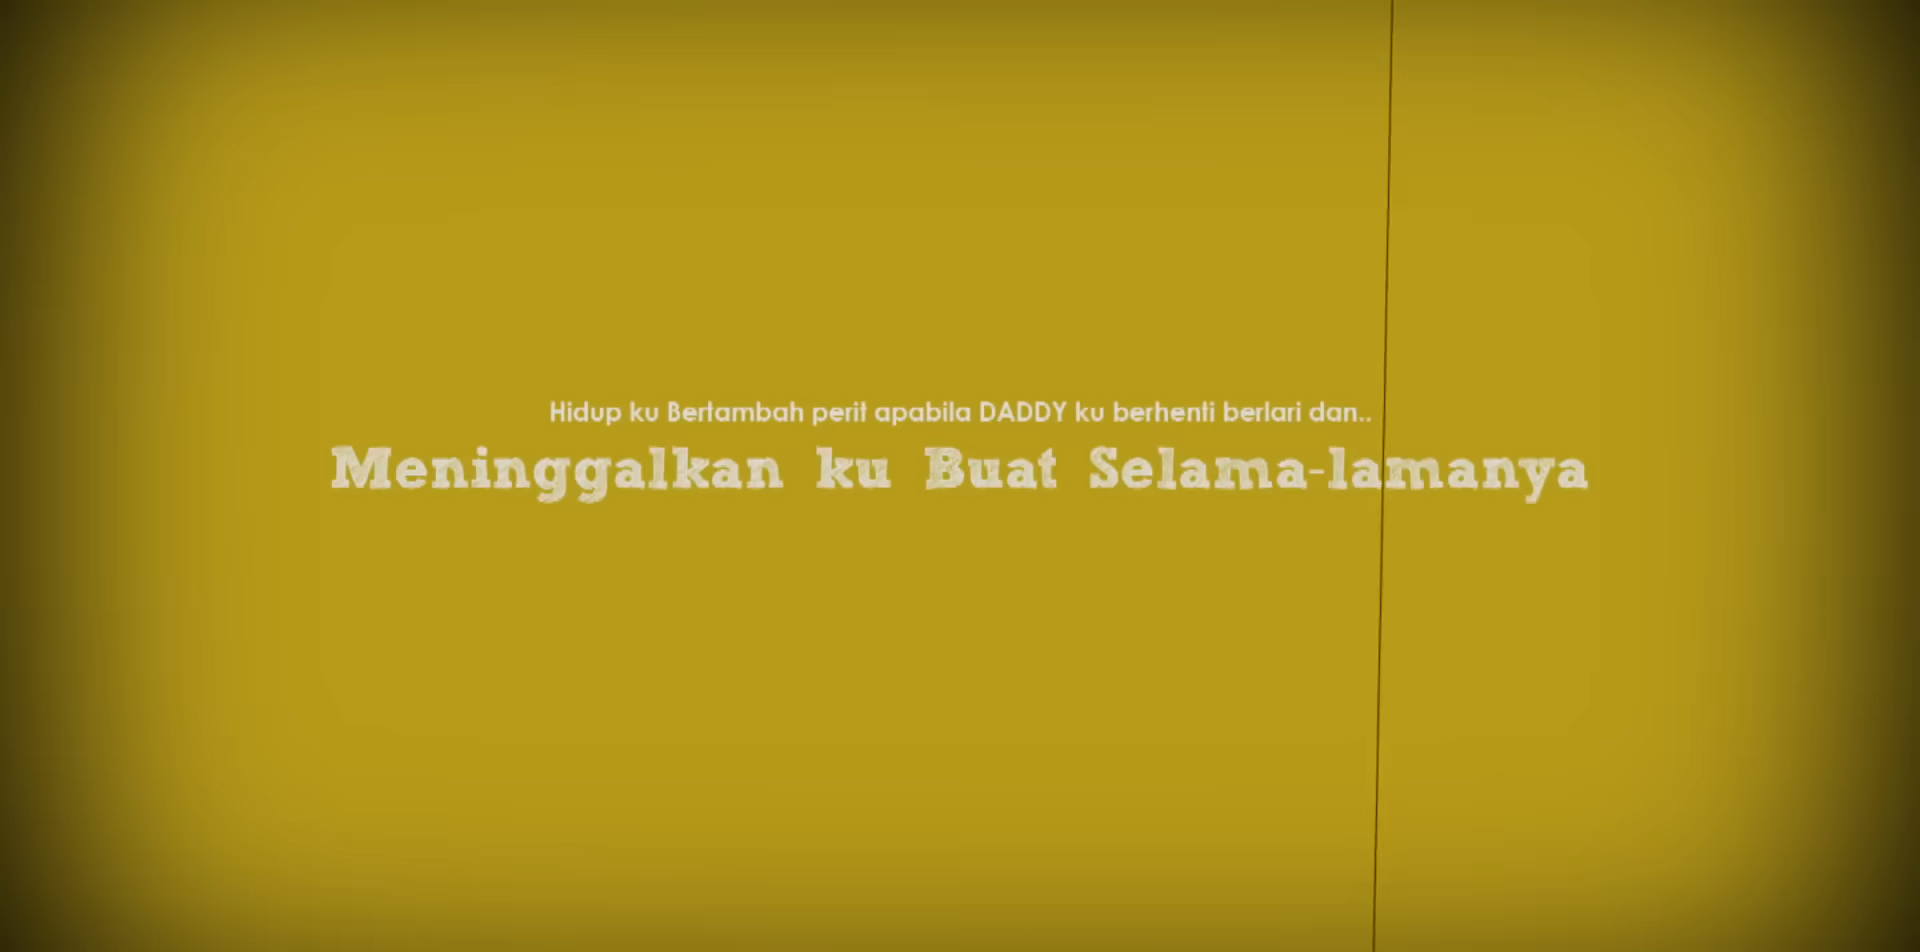 Hidup ku Bertambah perit apabila DADDY ku berhenti berlari dan..
Meninggalkan ku Buat Selama-lamanya